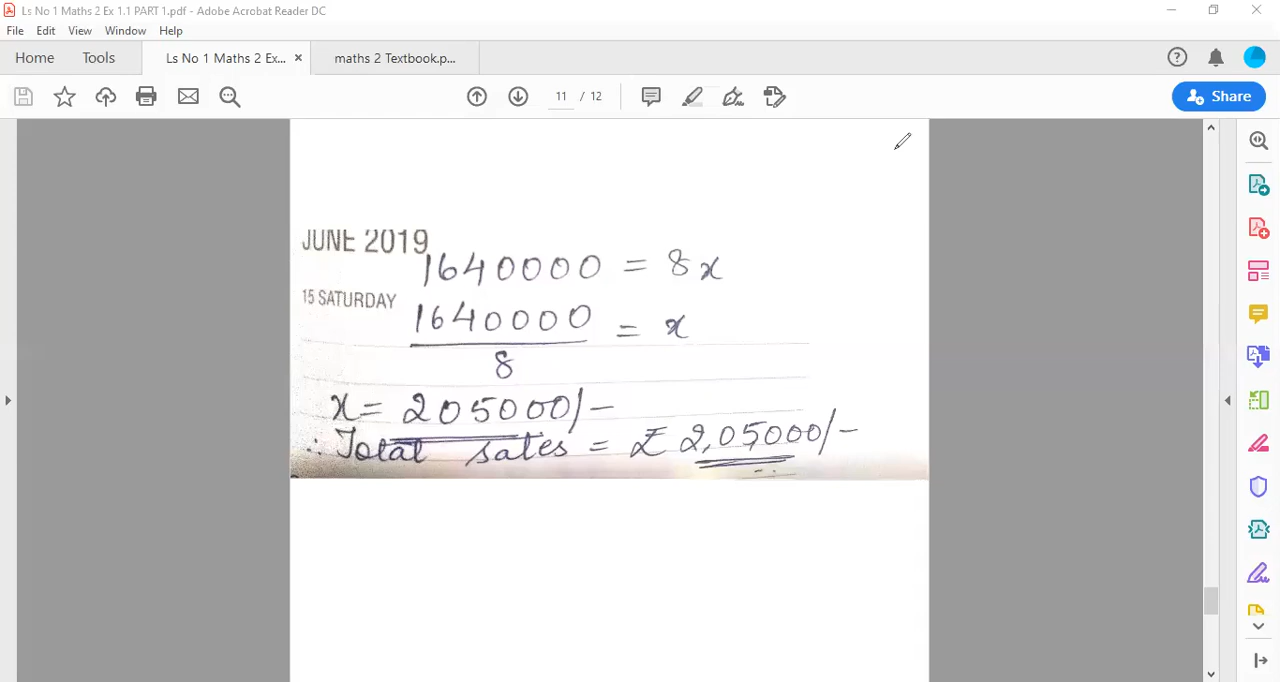 Ls No 1 Maths 2 Ex 1.1 PART 1.pdf - Adobe Acrobat Reader DC
File Edit View Window Help
Home Tools Ls No 1 Maths 2 Ex... × maths 2 Textbook.p...
11 / 12
Share
JUNE 2019
1640000 = 8x
15 SATURDAY
1640000
8
= x
x = 205000/-
∴ Total sales = ₹ 2,05000/-